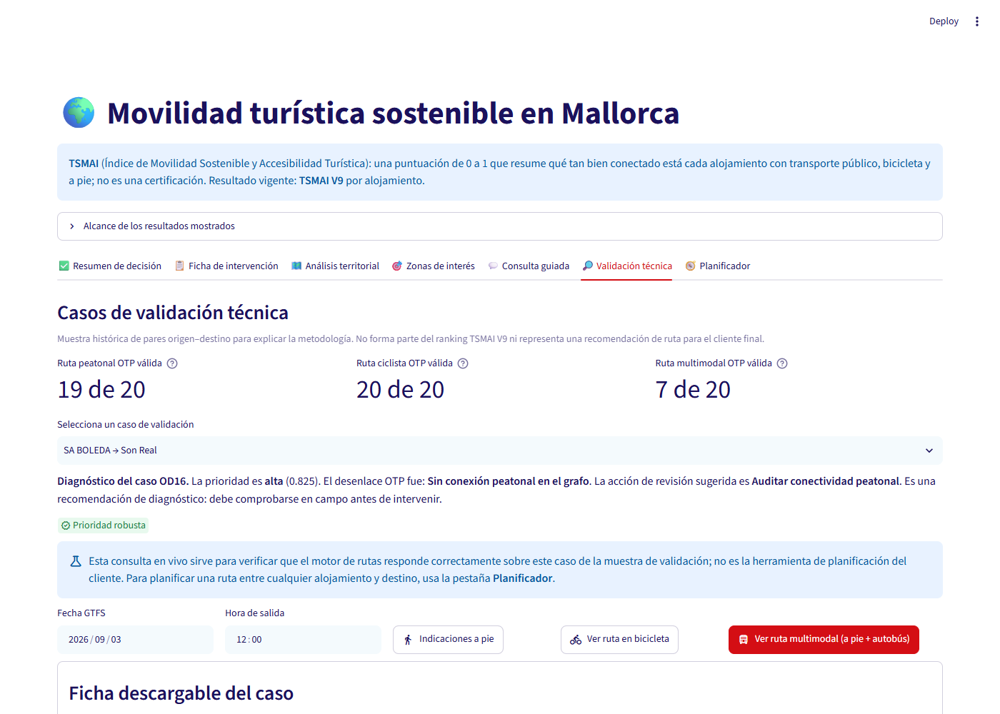 Deploy
Movilidad turística sostenible en Mallorca
TSMAI (Índice de Movilidad Sostenible y Accesibilidad Turística): una puntuación de 0 a 1 que resume qué tan bien conectado está cada alojamiento con transporte público, bicicleta y
a pie; no es una certificación. Resultado vigente: TSMAI V9 por alojamiento.
Alcance de los resultados mostrados
Resumen de decisión Ficha de intervención Análisis territorial Zonas de interés Consulta guiada Validación técnica Planificador
Casos de validación técnica
Muestra histórica de pares origen–destino para explicar la metodología. No forma parte del ranking TSMAI V9 ni representa una recomendación de ruta para el cliente final.
Ruta peatonal OTP válida Ruta ciclista OTP válida Ruta multimodal OTP válida
19 de 20 20 de 20 7 de 20
Selecciona un caso de validación
SA BOLEDA → Son Real
Diagnóstico del caso OD16. La prioridad es alta (0.825). El desenlace OTP fue: Sin conexión peatonal en el grafo. La acción de revisión sugerida es Auditar conectividad peatonal. Es una
recomendación de diagnóstico: debe comprobarse en campo antes de intervenir.
Prioridad robusta
Esta consulta en vivo sirve para verificar que el motor de rutas responde correctamente sobre este caso de la muestra de validación; no es la herramienta de planificación del
cliente. Para planificar una ruta entre cualquier alojamiento y destino, usa la pestaña Planificador.
Fecha GTFS Hora de salida
2026/09/03 12:00 Indicaciones a pie Ver ruta en bicicleta Ver ruta multimodal (a pie + autobús)
Ficha descargable del caso